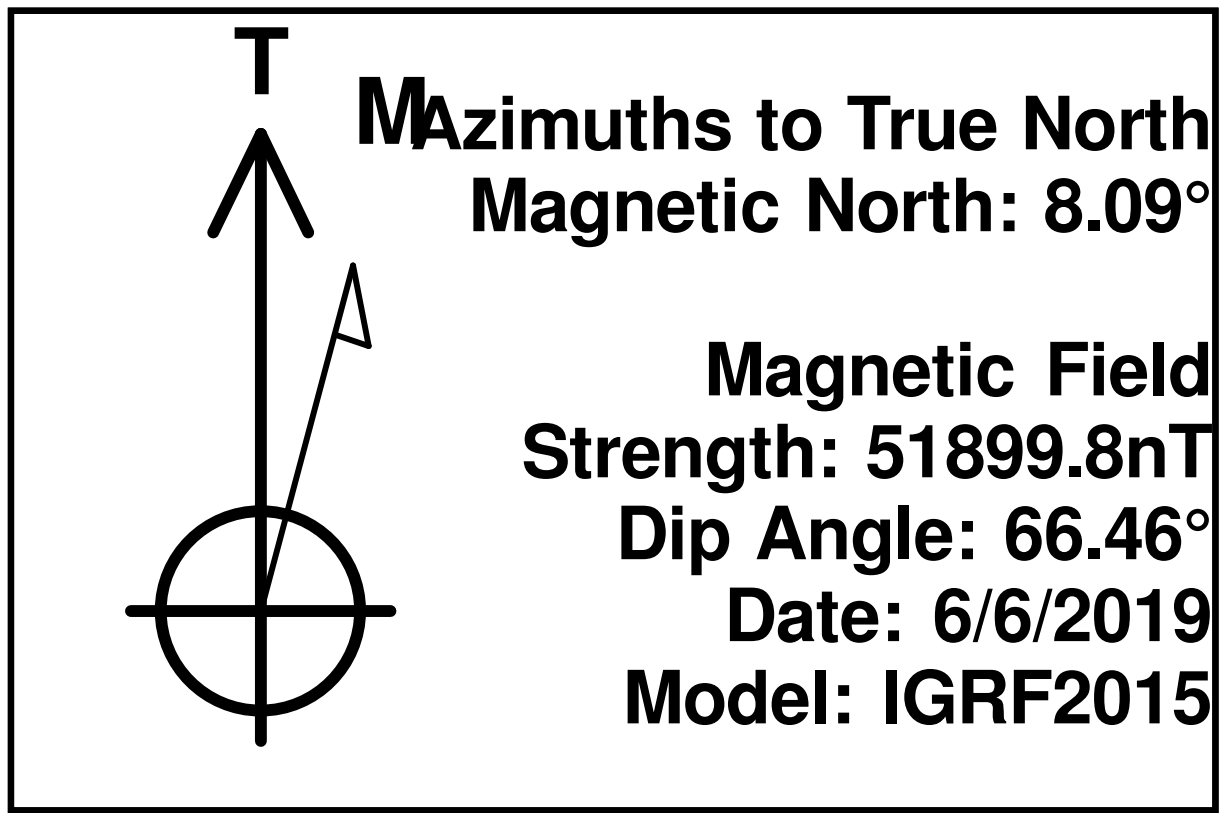 T
M
Azimuths to True North
Magnetic North: 8.09°
Magnetic Field
Strength: 51899.8nT
Dip Angle: 66.46°
Date: 6/6/2019
Model: IGRF2015